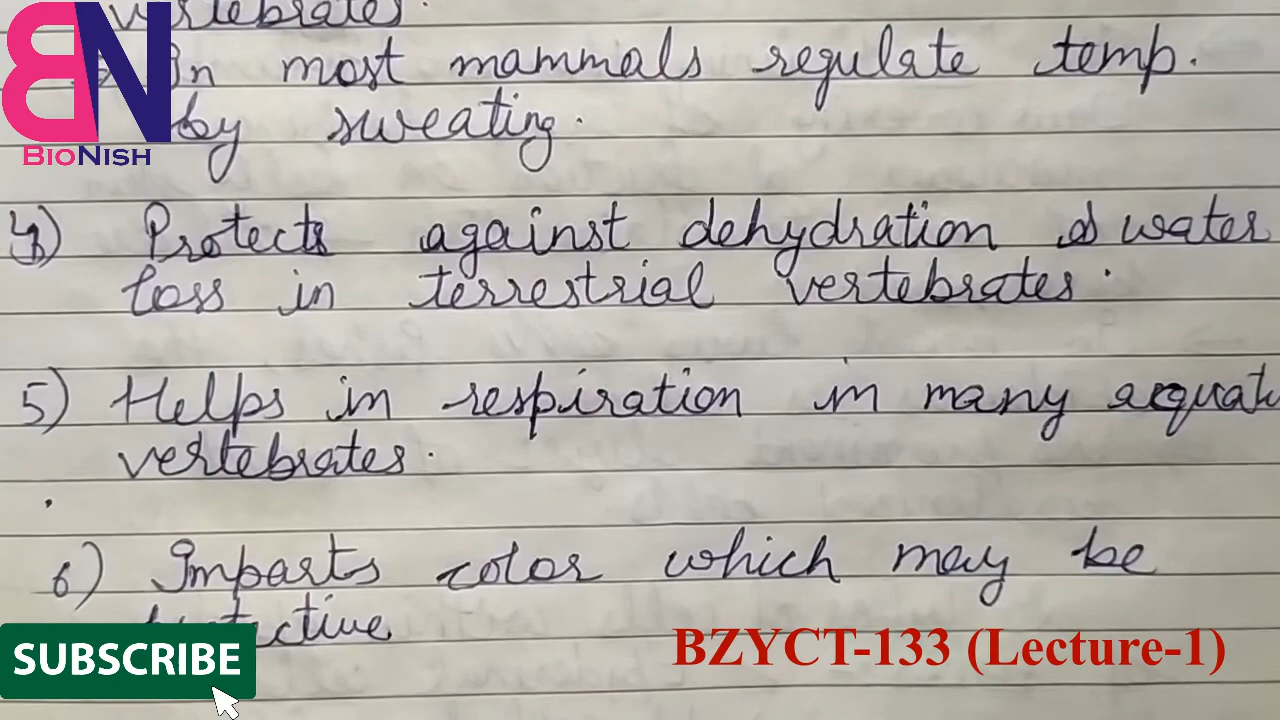 vertebrates.
In most mammals regulate temp.
by sweating.
4) Protects against dehydration & water
loss in terrestrial vertebrates.
5) Helps in respiration in many
vertebrates.
6) Imparts color which may be
BN
BIONISH
SUBSCRIBE
BZYCT-133 (Lecture-1)